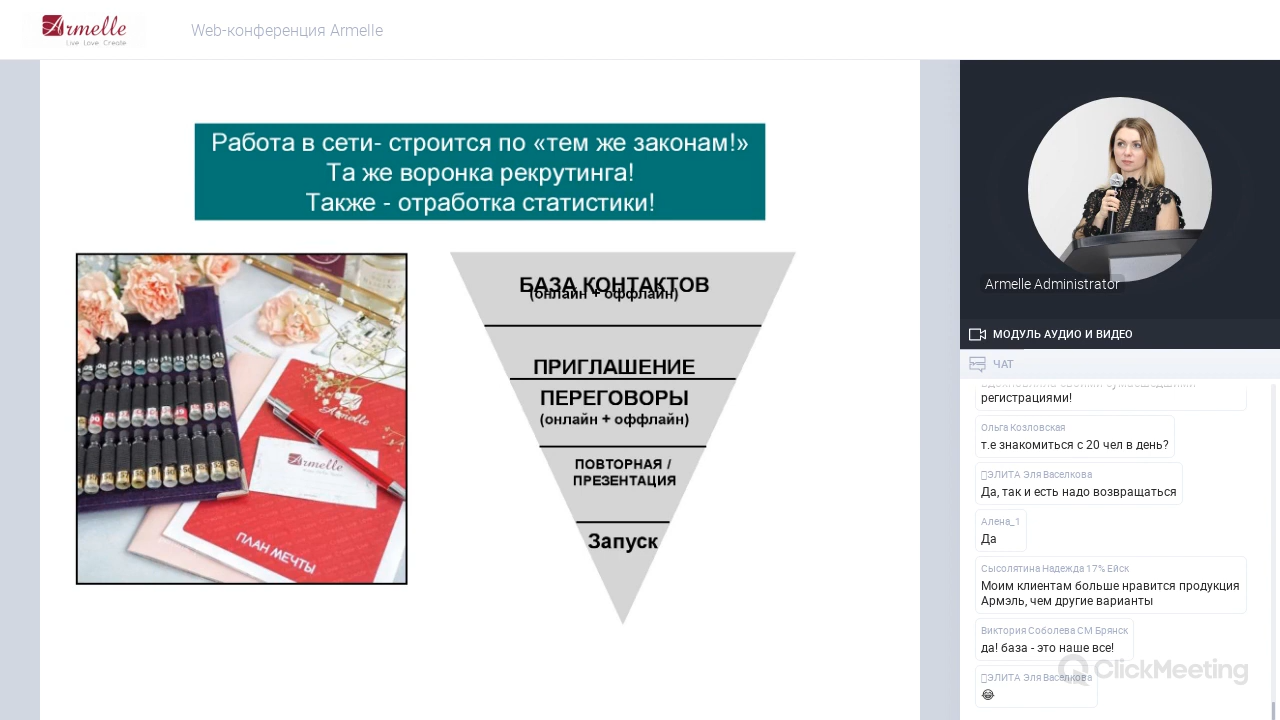 Armelle
Live Love Create
Web-конференция Armelle
Работа в сети- строится по «тем же законам!»
Та же воронка рекрутинга!
Также - отработка статистики!
Armelle
Armelle
ПЛАН МЕЧТЫ
БАЗА КОНТАКТОВ
(онлайн + оффлайн)
ПРИГЛАШЕНИЕ
ПЕРЕГОВОРЫ
(онлайн + оффлайн)
ПОВТОРНАЯ /
ПРЕЗЕНТАЦИЯ
Запуск
Armelle Administrator
МОДУЛЬ АУДИО И ВИДЕО
ЧАТ
регистрациями!
Ольга Козловская
т.е знакомиться с 20 чел в день?
ЭЛИТА Эля Васелкова
Да, так и есть надо возвращаться
Алена_1
Да
Сысолятина Надежда 17% Ейск
Моим клиентам больше нравится продукция
Армэль, чем другие варианты
Виктория Соболева СМ Брянск
да! база - это наше все!
ЭЛИТА Эля Васелкова
😂
ClickMeeting